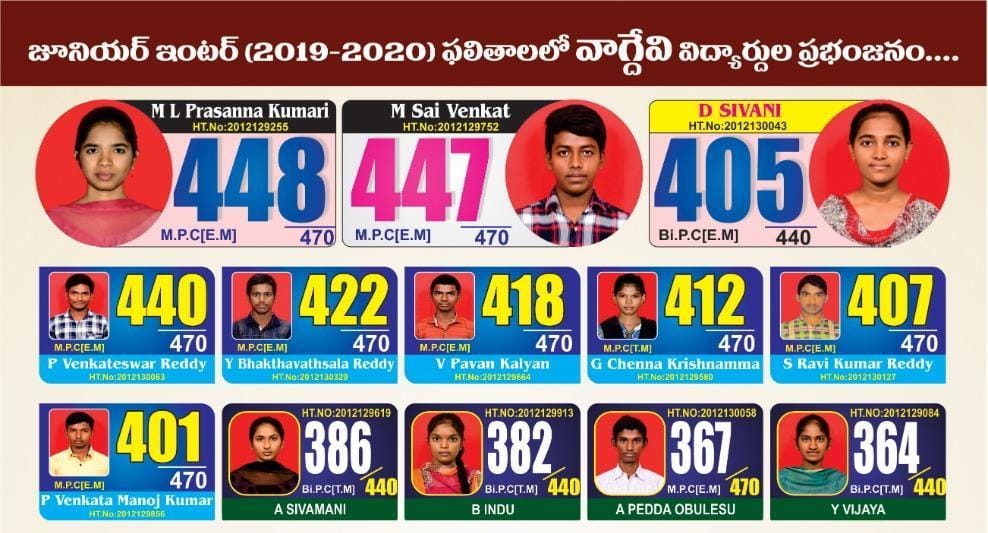 జూనియర్ ఇంటర్ (2019-2020) ఫలితాలలో వాగ్దేవి విద్యార్దుల ప్రభంజనం....
M L Prasanna Kumari
HT.No:2012129255
448
M.P.C[E.M] 470
M Sai Venkat
HT.No:2012129752
447
M.P.C[E.M] 470
D SIVANI
HT.No:2012130043
405
Bi.P.C[E.M] 440
440
M.P.C[E.M] 470
P Venkateswar Reddy
HT.No:2012130063
422
M.P.C[E.M] 470
Y Bhakthavathsala Reddy
HT.No:2012130329
418
M.P.C[E.M] 470
V Pavan Kalyan
HT.No:2012129664
412
M.P.C[T.M] 470
G Chenna Krishnamma
HT.No:2012129580
407
M.P.C[E.M] 470
S Ravi Kumar Reddy
HT.No:2012130127
401
M.P.C[E.M] 470
P Venkata Manoj Kumar
HT.No:2012129856
HT.NO:2012129619
386
Bi.P.C[T.M] 440
A SIVAMANI
HT.NO:2012129913
382
Bi.P.C[T.M] 440
B INDU
HT.NO:2012130058
367
M.P.C[E.M] 470
A PEDDA OBULESU
HT.NO:2012129084
364
Bi.P.C[T.M] 440
Y VIJAYA